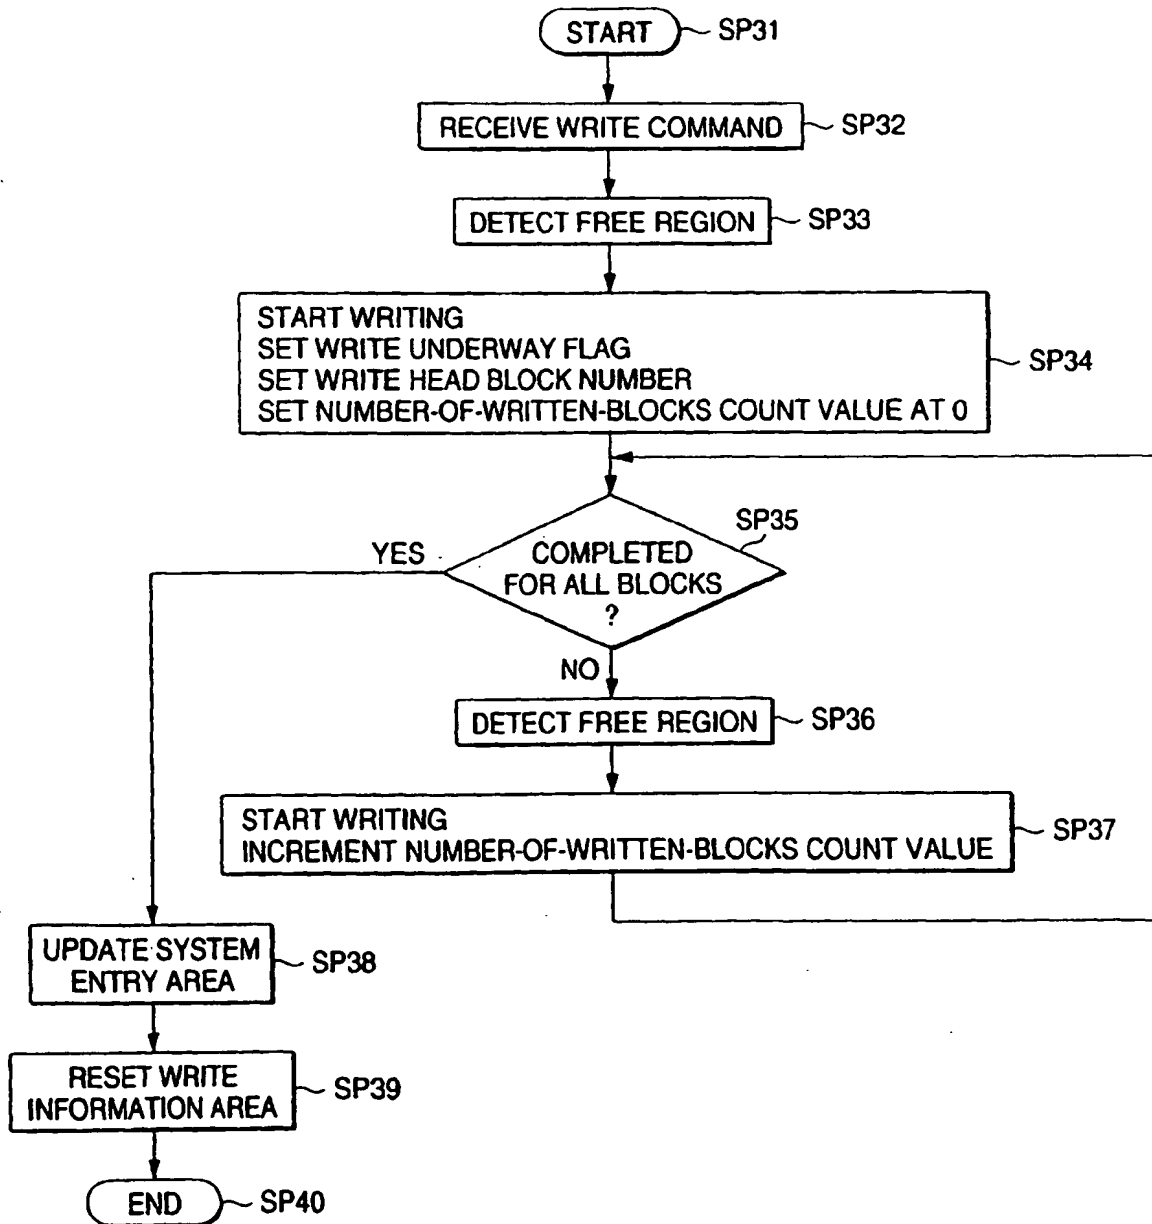 START
SP31
RECEIVE WRITE COMMAND
SP32
DETECT FREE REGION
SP33
START WRITING
SET WRITE UNDERWAY FLAG
SET WRITE HEAD BLOCK NUMBER
SET NUMBER-OF-WRITTEN-BLOCKS COUNT VALUE AT 0
SP34
SP35
YES
COMPLETED
FOR ALL BLOCKS
?
NO
DETECT FREE REGION
SP36
START WRITING
INCREMENT NUMBER-OF-WRITTEN-BLOCKS COUNT VALUE
SP37
UPDATE SYSTEM
ENTRY AREA
SP38
RESET WRITE
INFORMATION AREA
SP39
END
SP40